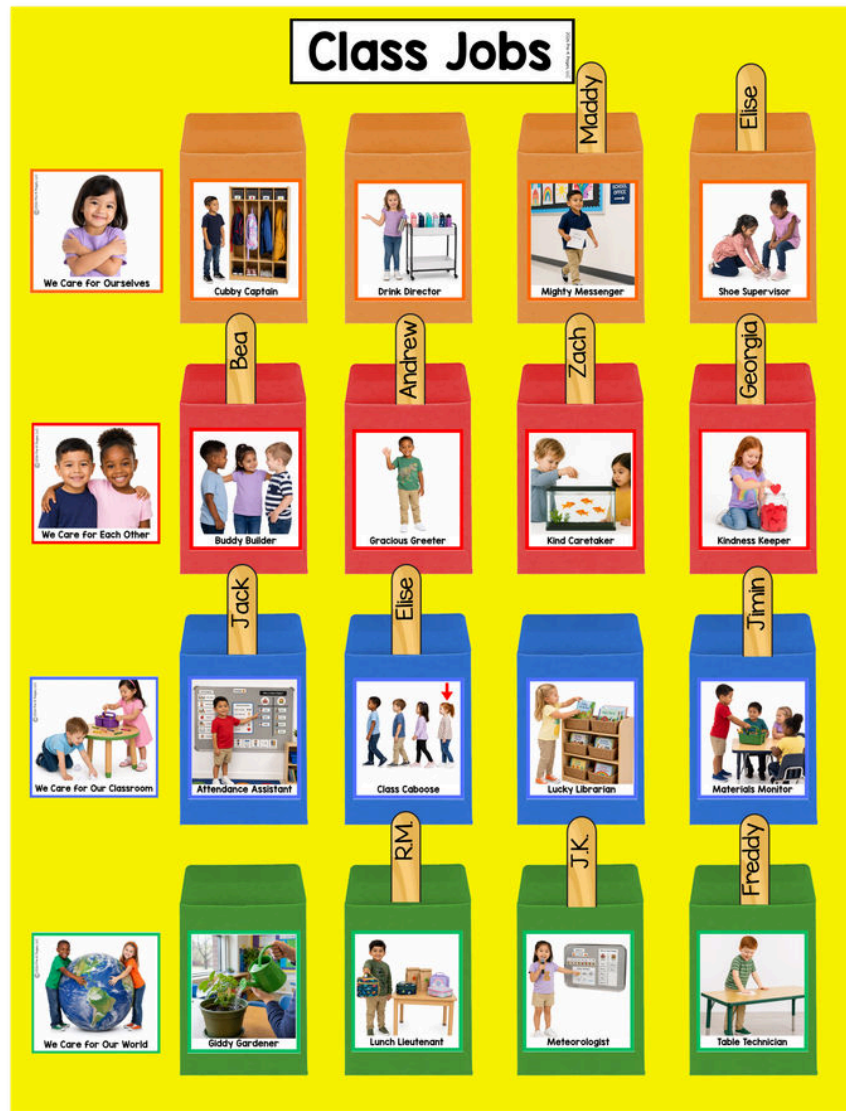 Class Jobs
Maddy
Elise
We Care for Ourselves
Cubby Captain
Drink Director
SCHOOL
OFFICE
Mighty Messenger
Shoe Supervisor
Bea
Andrew
Zach
Georgia
We Care for Each Other
Buddy Builder
Gracious Greeter
Kind Caretaker
Kindness Keeper
Jack
Elise
Jimin
We Care for Our Classroom
Attendance Assistant
Class Caboose
Lucky Librarian
Materials Monitor
R.M.
J.K.
Freddy
We Care for Our World
Giddy Gardener
Lunch Lieutenant
Meteorologist
Table Technician